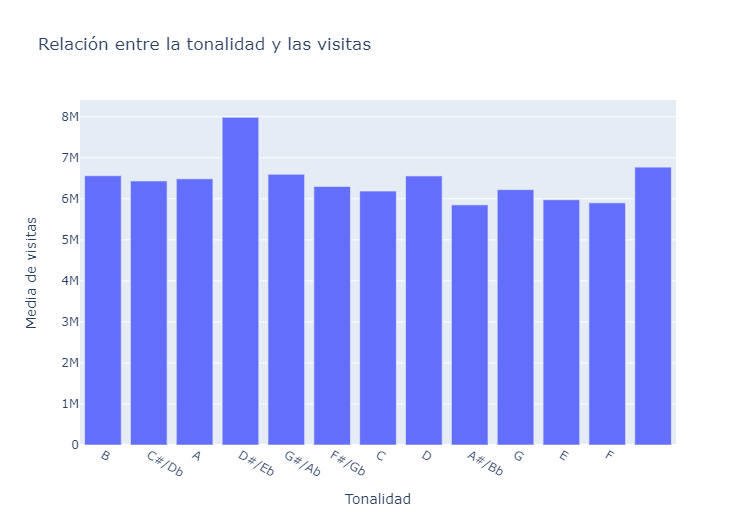 Relación entre la tonalidad y las visitas
8M
7M
6M
5M
4M
3M
2M
1M
0
Media de visitas
B
C#/Db
A
D#/Eb
G#/Ab
F#/Gb
C
D
A#/Bb
G
E
F
Tonalidad